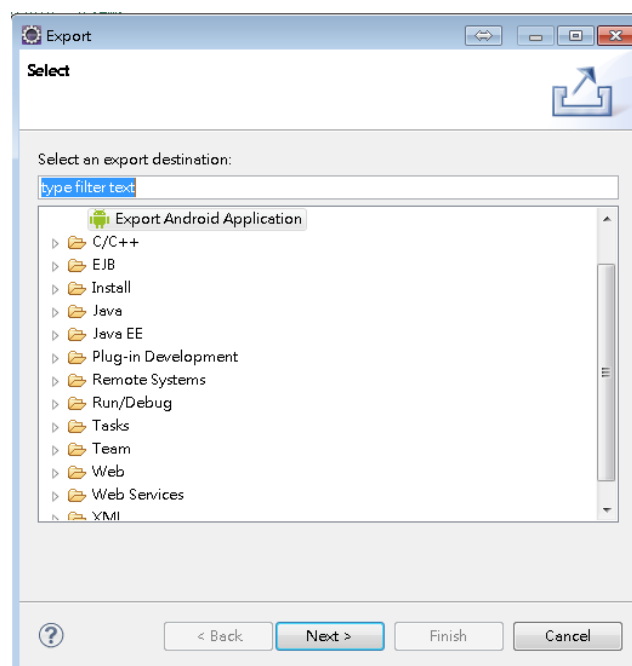 Export
Select
Select an export destination:
type filter text
Export Android Application
C/C++
EJB
Install
Java
Java EE
Plug-in Development
Remote Systems
Run/Debug
Tasks
Team
Web
Web Services
XML
< Back
Next >
Finish
Cancel